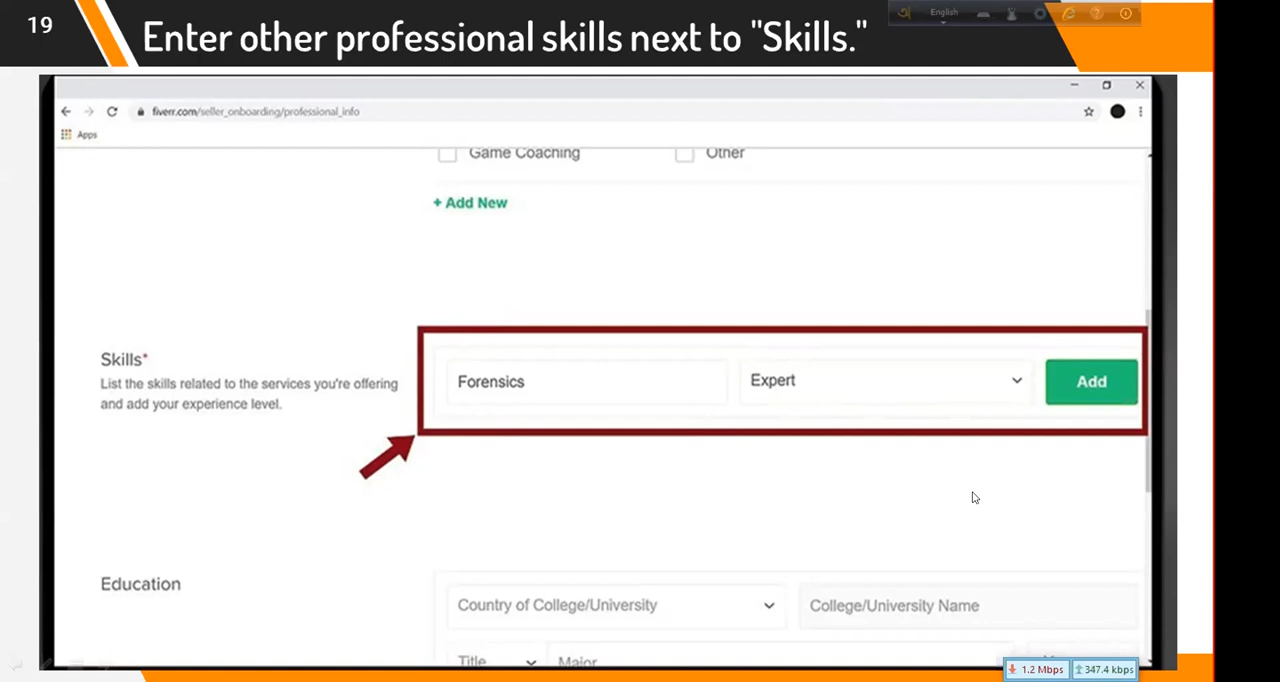 19
Enter other professional skills next to "Skills."
English
fiverr.com/seller_onboarding/professional_info
Apps
Game Coaching
Other
+ Add New
Skills*
List the skills related to the services you're offering
and add your experience level.
Forensics
Expert
Add
Education
Country of College/University
College/University Name
Title
Major
1.2 Mbps
347.4 kbps